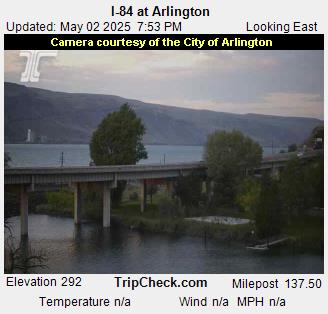 I-84 at Arlington
Updated: May 02 2025 7:53 PM Looking East
Camera courtesy of the City of Arlington
Elevation 292 TripCheck.com Milepost 137.50
Temperature n/a Wind n/a MPH n/a